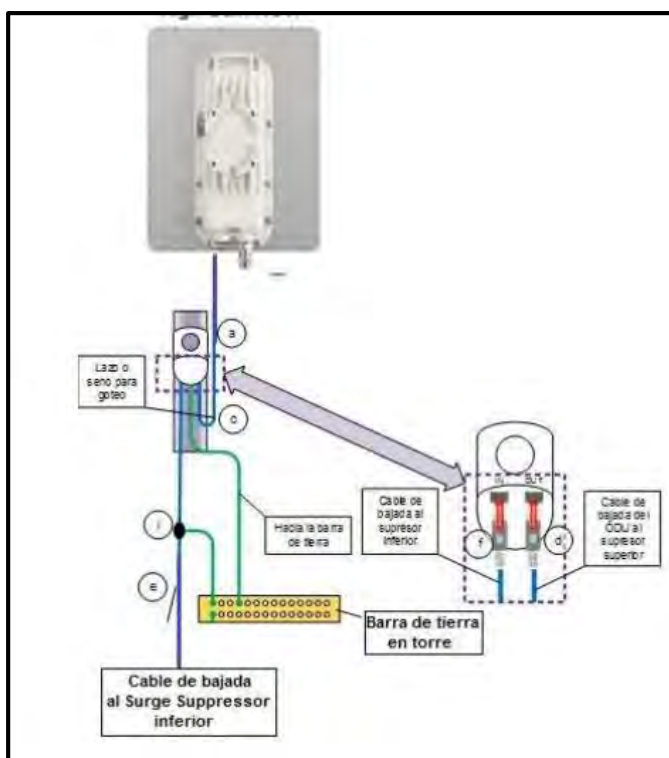 a
Lazo o
seno para
goteo
c
IN OUT
Cable de
bajada al
supresor
inferior
Cable de
bajada del
ODU al
supresor
superior
Hacia la barra
de tierra
f
d
i
e
Barra de tierra
en torre
Cable de bajada
al Surge Suppressor
inferior